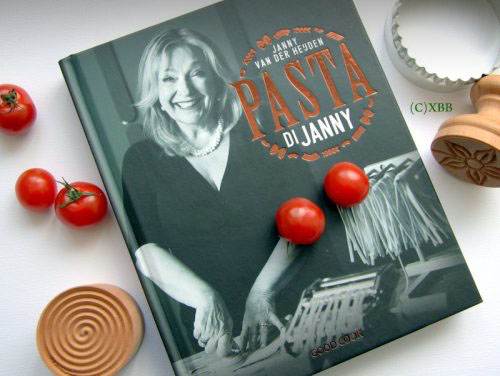 JANNY
VAN DER HEIJDEN
PASTA
DI JANNY
GOOD COOK
(C)XBB